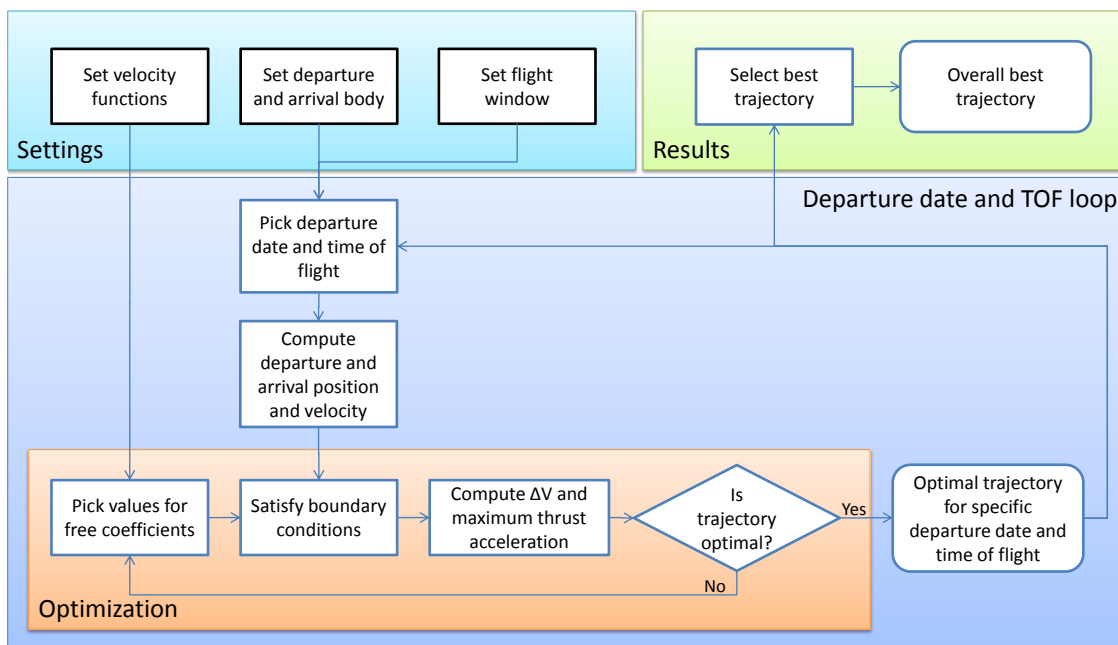 Set velocity
functions
Set departure
and arrival body
Set flight
window
Settings
Select best
trajectory
Overall best
trajectory
Results
Departure date and TOF loop
Pick departure
date and time of
flight
Compute
departure and
arrival position
and velocity
Pick values for
free coefficients
Satisfy boundary
conditions
Compute ΔV and
maximum thrust
acceleration
Is
trajectory
optimal?
Yes
No
Optimal trajectory
for specific
departure date and
time of flight
Optimization